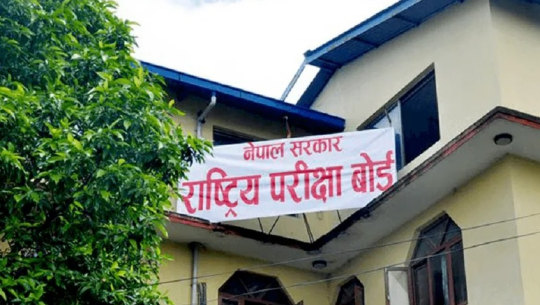 नेपाल सरकार
राष्ट्रिय परीक्षा बोर्ड